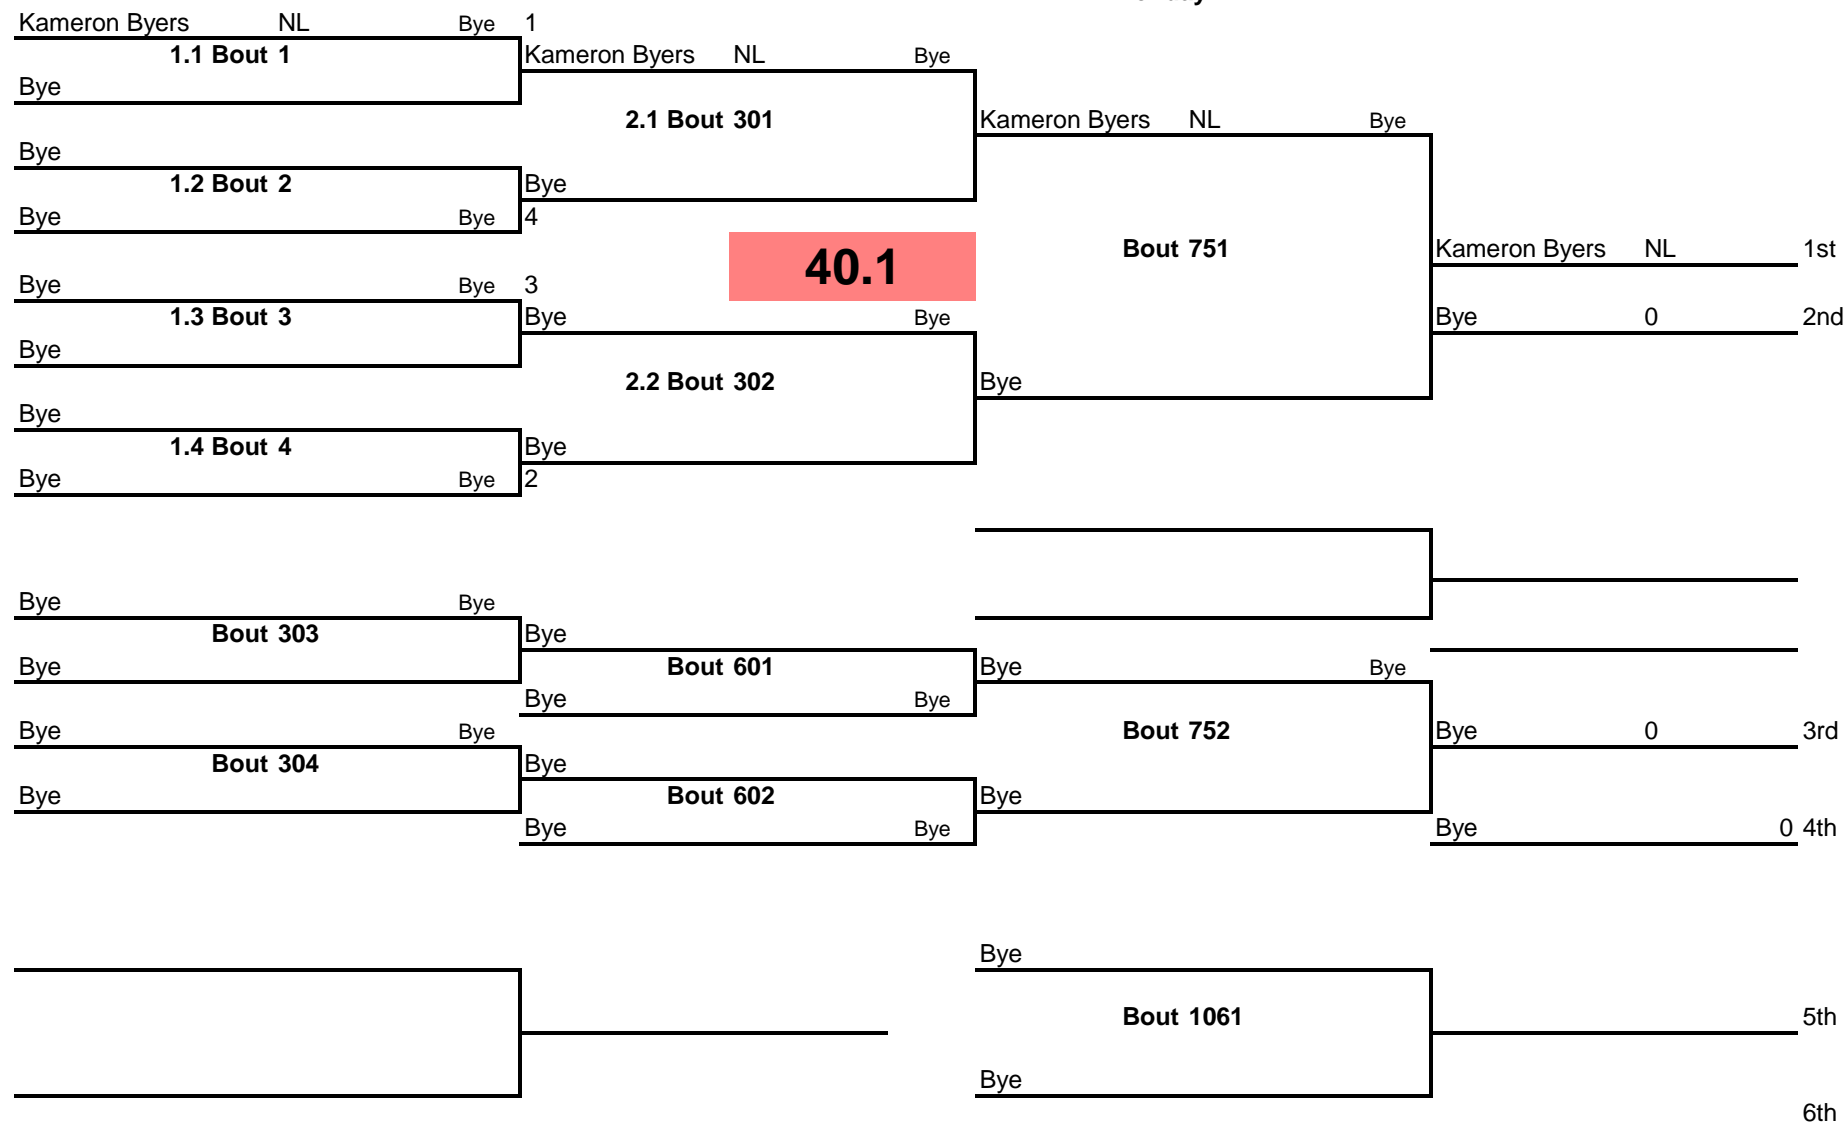 Kameron Byers NL Bye 1
1.1 Bout 1 Kameron Byers NL Bye
Bye
2.1 Bout 301 Kameron Byers NL Bye
Bye
1.2 Bout 2 Bye
Bye Bye 4
40.1 Bout 751 Kameron Byers NL 1st
Bye Bye 3
1.3 Bout 3 Bye Bye Bye 0 2nd
Bye
2.2 Bout 302 Bye
Bye
1.4 Bout 4 Bye
Bye Bye 2
Bye Bye
Bout 303 Bye
Bye Bout 601 Bye Bye
Bye Bye
Bye Bye Bout 752 Bye 0 3rd
Bout 304 Bye
Bye Bout 602 Bye
Bye Bye Bye 0 4th
Bye
Bout 1061 5th
Bye
6th